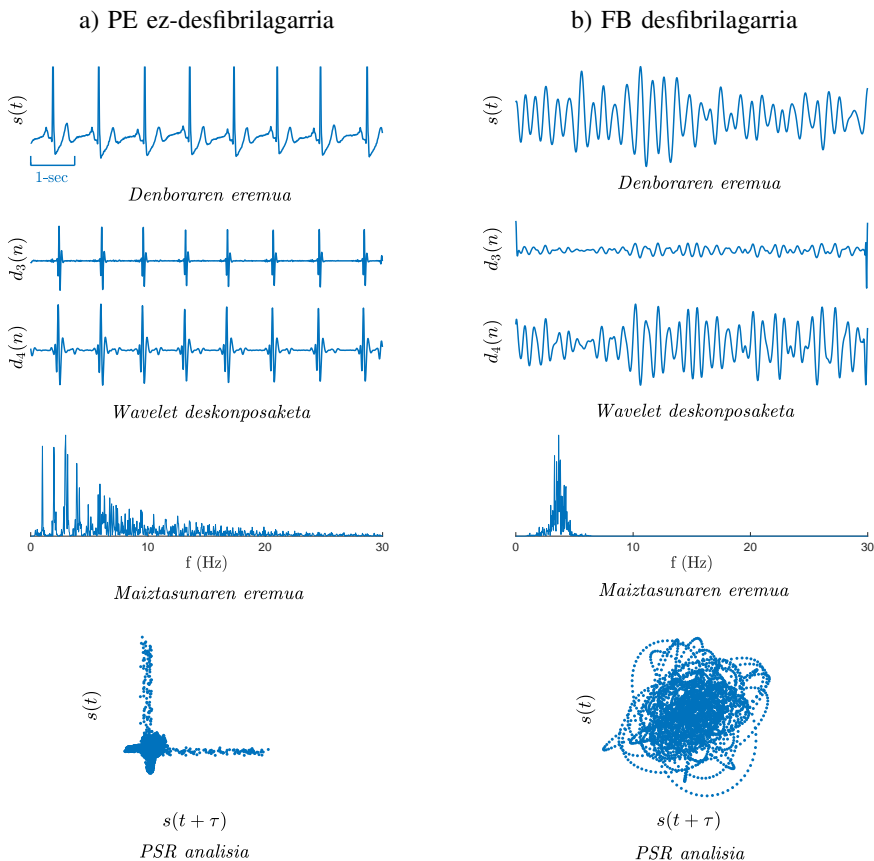 a) PE ez-desfibrilagarria
s(t)
1-sec
Denboraren eremua
d3(n)
d4(n)
Wavelet deskonposaketa
0 10 20 30
f (Hz)
Maiztasunaren eremua
s(t)
s(t + τ)
PSR analisia
b) FB desfibrilagarria
s(t)
Denboraren eremua
d3(n)
d4(n)
Wavelet deskonposaketa
0 10 20 30
f (Hz)
Maiztasunaren eremua
s(t)
s(t + τ)
PSR analisia